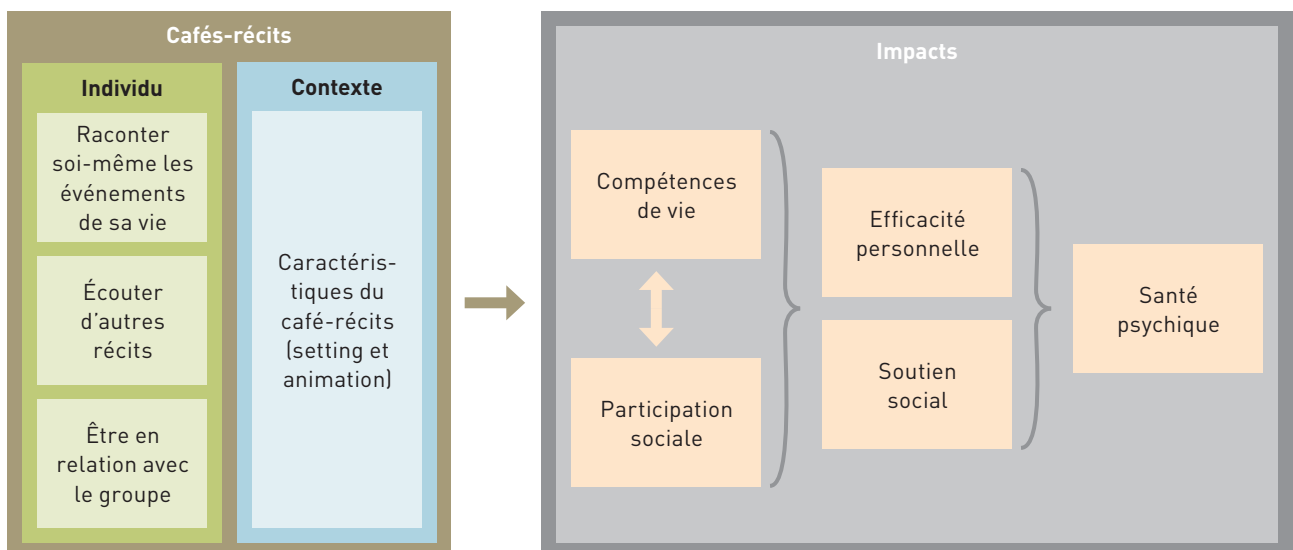 Cafés-récits
Individu
Raconter
soi-même les
événements
de sa vie
Écouter
d'autres
récits
Être en
relation avec
le groupe
Contexte
Caractéris-
tiques du
café-récits
(setting et
animation)
Impacts
Compétences
de vie
Participation
sociale
Efficacité
personnelle
Soutien
social
Santé
psychique